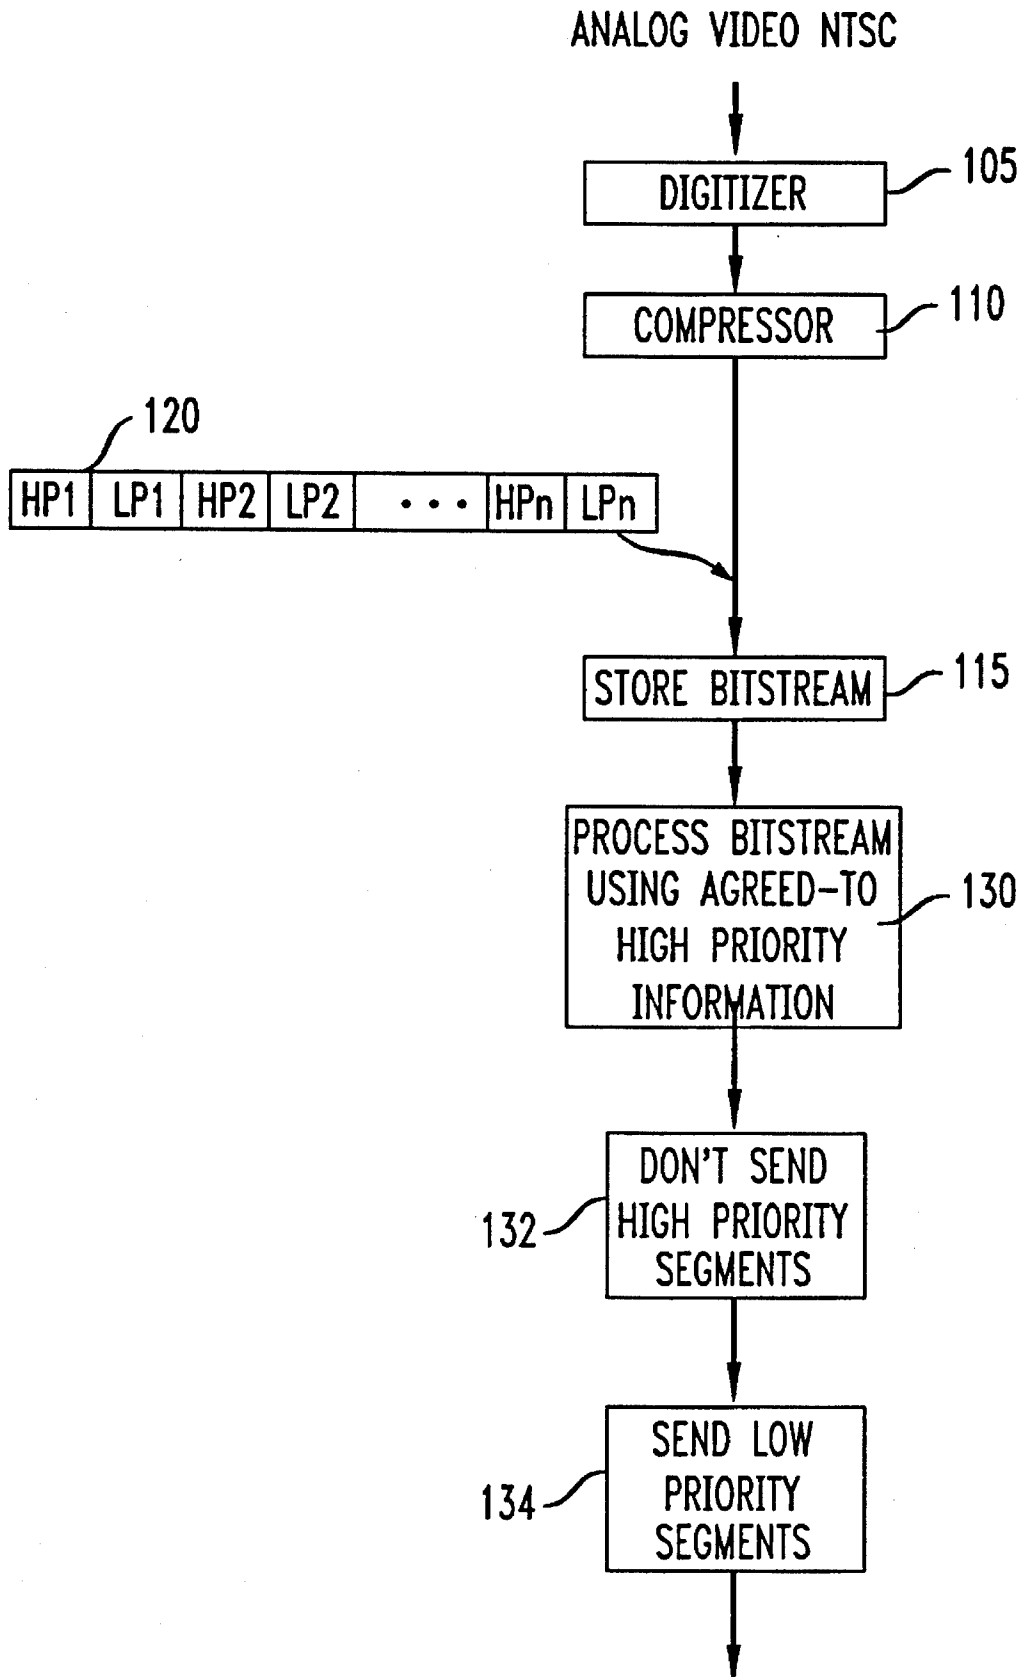 ANALOG VIDEO NTSC
105
DIGITIZER
110
COMPRESSOR
120
HP1 LP1 HP2 LP2 ... HPn LPn
115
STORE BITSTREAM
PROCESS BITSTREAM
USING AGREED-TO
HIGH PRIORITY
INFORMATION
130
DON'T SEND
HIGH PRIORITY
SEGMENTS
132
SEND LOW
PRIORITY
SEGMENTS
134